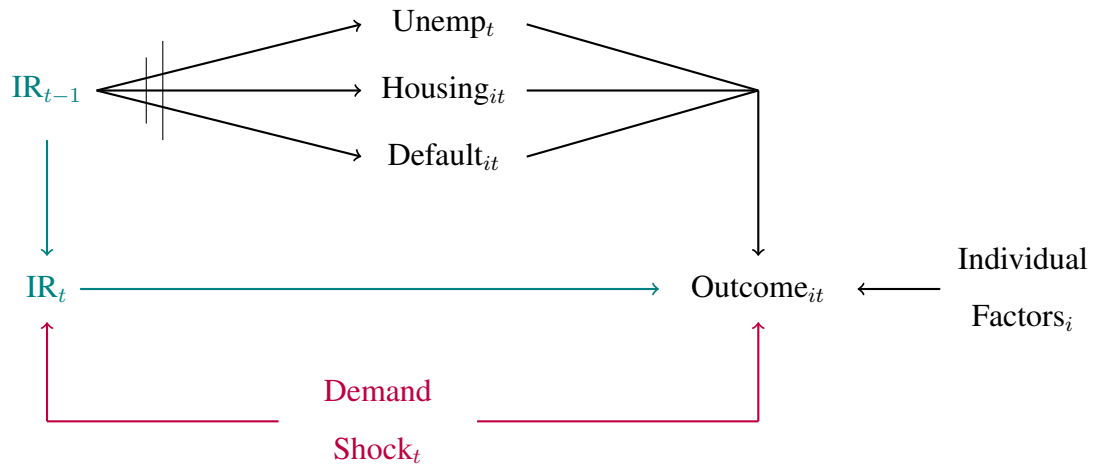 Unemp_t
IR_{t−1}
Housing_{it}
Default_{it}
IR_t
Outcome_{it}
Individual
Factors_i
Demand
Shock_t